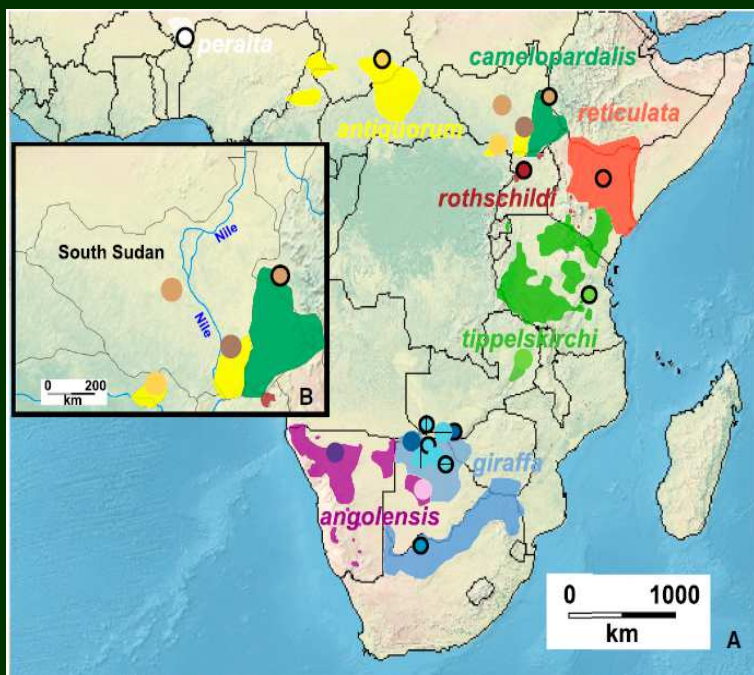 peralta
camelopardalis
reticulata
antiquorum
rothschildi
South Sudan
Nile
Nile
0 200
km
B
tippelskirchi
giraffa
angolensis
0 1000
km
A